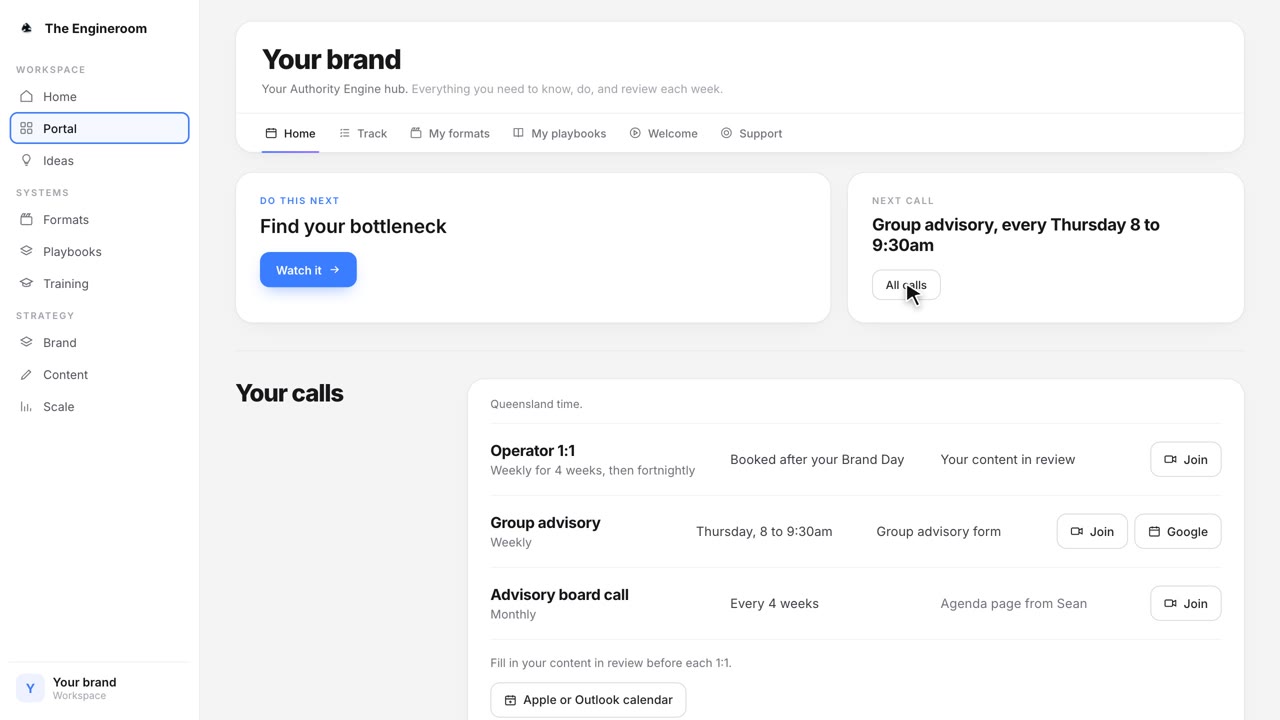 The Engineroom
WORKSPACE
Home
Portal
Ideas
SYSTEMS
Formats
Playbooks
Training
STRATEGY
Brand
Content
Scale
Y
Your brand
Workspace
Your brand
Your Authority Engine hub. Everything you need to know, do, and review each week.
Home Track My formats My playbooks Welcome Support
DO THIS NEXT
Find your bottleneck
Watch it
NEXT CALL
Group advisory, every Thursday 8 to
9:30am
All calls
Your calls
Queensland time.
Operator 1:1
Weekly for 4 weeks, then fortnightly
Booked after your Brand Day
Your content in review
Join
Group advisory
Weekly
Thursday, 8 to 9:30am
Group advisory form
Join
Google
Advisory board call
Monthly
Every 4 weeks
Agenda page from Sean
Join
Fill in your content in review before each 1:1.
Apple or Outlook calendar